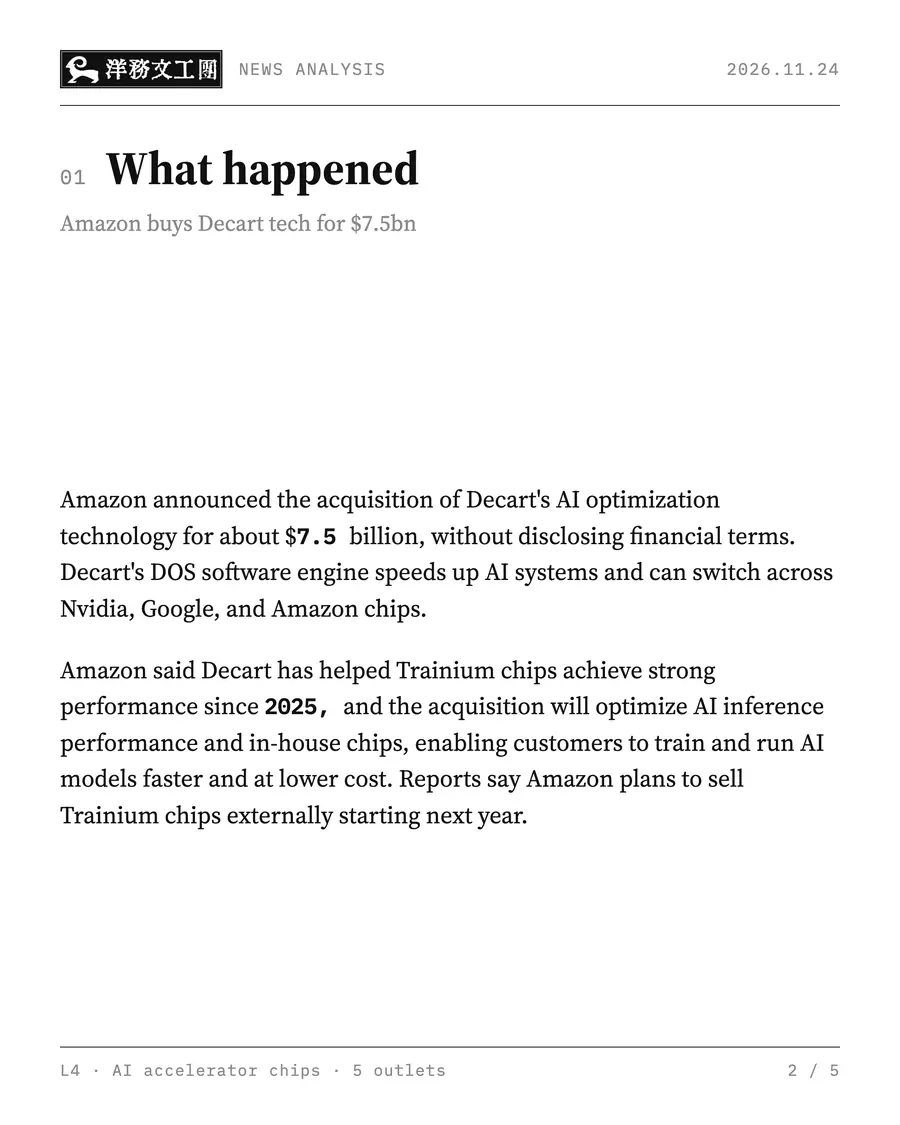 洋務文工團 NEWS ANALYSIS 2026.11.24
01 What happened
Amazon buys Decart tech for $7.5bn
Amazon announced the acquisition of Decart's AI optimization
technology for about $7.5 billion, without disclosing financial terms.
Decart's DOS software engine speeds up AI systems and can switch across
Nvidia, Google, and Amazon chips.
Amazon said Decart has helped Trainium chips achieve strong
performance since 2025, and the acquisition will optimize AI inference
performance and in-house chips, enabling customers to train and run AI
models faster and at lower cost. Reports say Amazon plans to sell
Trainium chips externally starting next year.
L4 · AI accelerator chips · 5 outlets 2 / 5